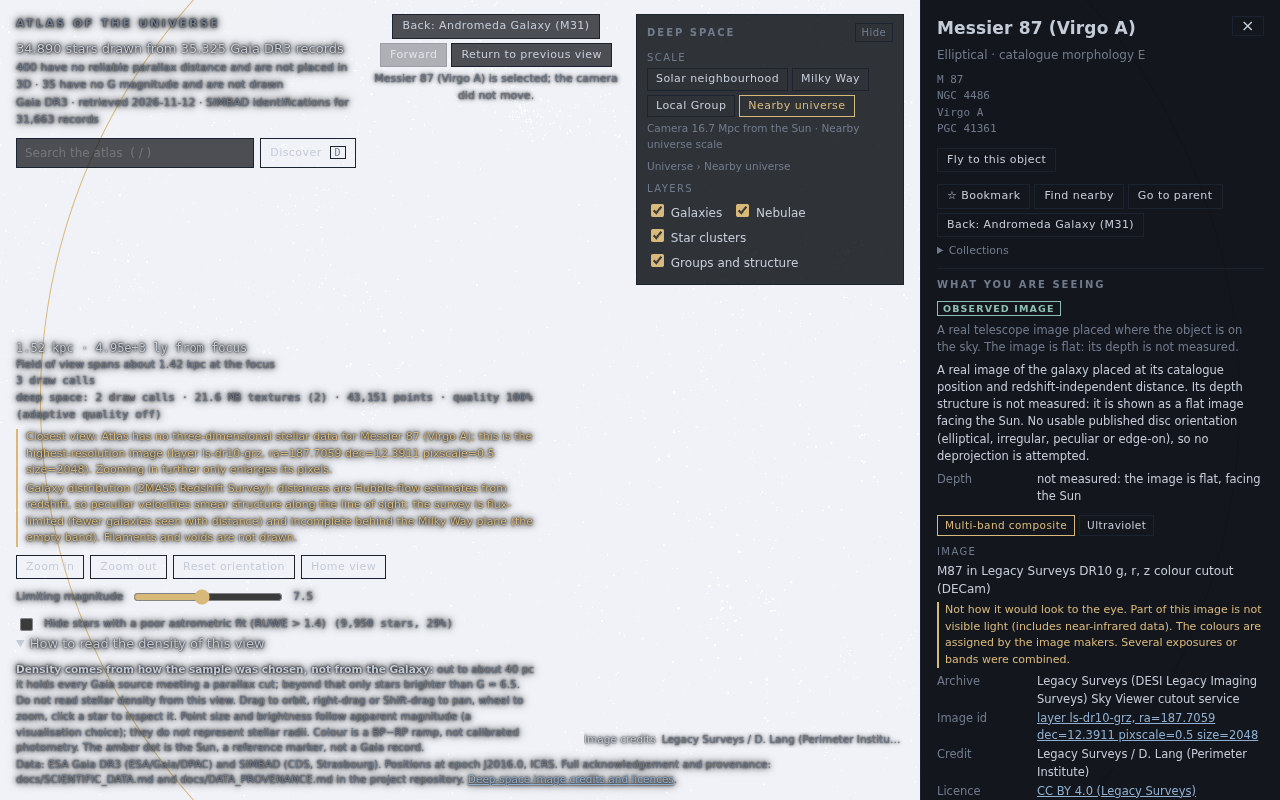 ATLAS OF THE UNIVERSE
34,890 stars drawn from 35,325 Gaia DR3 records
400 have no reliable parallax distance and are not placed in
3D · 35 have no G magnitude and are not drawn
Gaia DR3 · retrieved 2026-11-12 · SIMBAD identifications for
31,663 records
Search the atlas ( / )
Discover D
Back: Andromeda Galaxy (M31)
Forward
Return to previous view
Messier 87 (Virgo A) is selected; the camera
did not move.
DEEP SPACE
Hide
SCALE
Solar neighbourhood
Milky Way
Local Group
Nearby universe
Camera 16.7 Mpc from the Sun · Nearby
universe scale
Universe › Nearby universe
LAYERS
Galaxies
Nebulae
Star clusters
Groups and structure
1.52 kpc · 4.95e+3 ly from focus
Field of view spans about 1.42 kpc at the focus
3 draw calls
deep space: 2 draw calls · 21.6 MB textures (2) · 43,151 points · quality 100%
(adaptive quality off)
Closest view: Atlas has no three-dimensional stellar data for Messier 87 (Virgo A); this is the
highest-resolution image (layer ls-dr10-grz, ra=187.7059 dec=12.3911 pixscale=0.5
size=2048). Zooming in further only enlarges its pixels.
Galaxy distribution (2MASS Redshift Survey): distances are Hubble-flow estimates from
redshift, so peculiar velocities smear structure along the line of sight; the survey is flux-
limited (fewer galaxies seen with distance) and incomplete behind the Milky Way plane (the
empty band). Filaments and voids are not drawn.
Zoom in
Zoom out
Reset orientation
Home view
Limiting magnitude
7.5
Hide stars with a poor astrometric fit (RUWE > 1.4) (9,950 stars, 29%)
How to read the density of this view
Density comes from how the sample was chosen, not from the Galaxy: out to about 40 pc
it holds every Gaia source meeting a parallax cut; beyond that only stars brighter than G = 6.5.
Do not read stellar density from this view. Drag to orbit, right-drag or Shift-drag to pan, wheel to
zoom, click a star to inspect it. Point size and brightness follow apparent magnitude (a
visualisation choice); they do not represent stellar radii. Colour is a BP−RP ramp, not calibrated
photometry. The amber dot is the Sun, a reference marker, not a Gaia record.
Data: ESA Gaia DR3 (ESA/Gaia/DPAC) and SIMBAD (CDS, Strasbourg). Positions at epoch J2016.0, ICRS. Full acknowledgement and provenance:
docs/SCIENTIFIC_DATA.md and docs/DATA_PROVENANCE.md in the project repository. Deep-space image credits and licences.
Image credits Legacy Surveys / D. Lang (Perimeter Institu…
Messier 87 (Virgo A)
×
Elliptical · catalogue morphology E
M 87
NGC 4486
Virgo A
PGC 41361
Fly to this object
☆ Bookmark
Find nearby
Go to parent
Back: Andromeda Galaxy (M31)
Collections
WHAT YOU ARE SEEING
OBSERVED IMAGE
A real telescope image placed where the object is on
the sky. The image is flat: its depth is not measured.
A real image of the galaxy placed at its catalogue
position and redshift-independent distance. Its depth
structure is not measured: it is shown as a flat image
facing the Sun. No usable published disc orientation
(elliptical, irregular, peculiar or edge-on), so no
deprojection is attempted.
Depth
not measured: the image is flat, facing
the Sun
Multi-band composite
Ultraviolet
IMAGE
M87 in Legacy Surveys DR10 g, r, z colour cutout
(DECam)
Not how it would look to the eye. Part of this image is not
visible light (includes near-infrared data). The colours are
assigned by the image makers. Several exposures or
bands were combined.
Archive
Legacy Surveys (DESI Legacy Imaging
Surveys) Sky Viewer cutout service
Image id
layer ls-dr10-grz, ra=187.7059
dec=12.3911 pixscale=0.5 size=2048
Credit
Legacy Surveys / D. Lang (Perimeter
Institute)
Licence
CC BY 4.0 (Legacy Surveys)